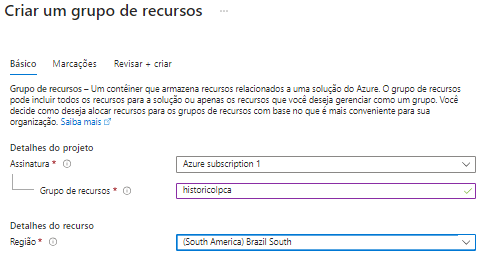 Criar um grupo de recursos ...
Básico Marcações Revisar + criar
Grupo de recursos – Um contêiner que armazena recursos relacionados a uma solução do Azure. O grupo de recursos
pode incluir todos os recursos para a solução ou apenas os recursos que você deseja gerenciar como um grupo. Você
decide como deseja alocar recursos para os grupos de recursos com base no que é mais conveniente para sua
organização. Saiba mais
Detalhes do projeto
Assinatura * Azure subscription 1
Grupo de recursos * historicolpca
Detalhes do recurso
Região * (South America) Brazil South